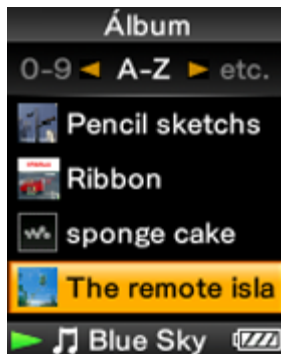 Álbum
0-9 A-Z etc.
Pencil sketchs
Ribbon
sponge cake
The remote isla
Blue Sky